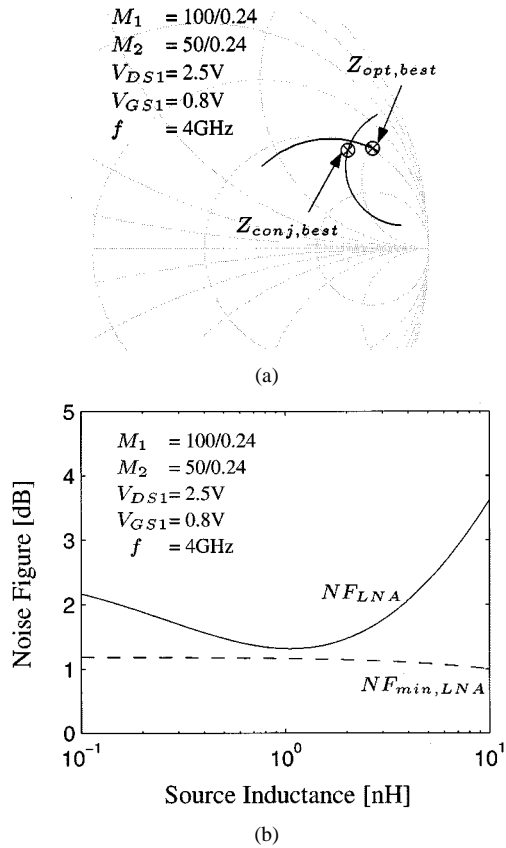 M1 = 100/0.24
M2 = 50/0.24
VDS1 = 2.5V
VGS1 = 0.8V
f = 4GHz
Zopt,best
Zconj,best
(a)
Noise Figure [dB]
5
4
3
2
1
0
M1 = 100/0.24
M2 = 50/0.24
VDS1 = 2.5V
VGS1 = 0.8V
f = 4GHz
NFLNA
NFmin,LNA
10⁻¹ 10⁰ 10¹
Source Inductance [nH]
(b)